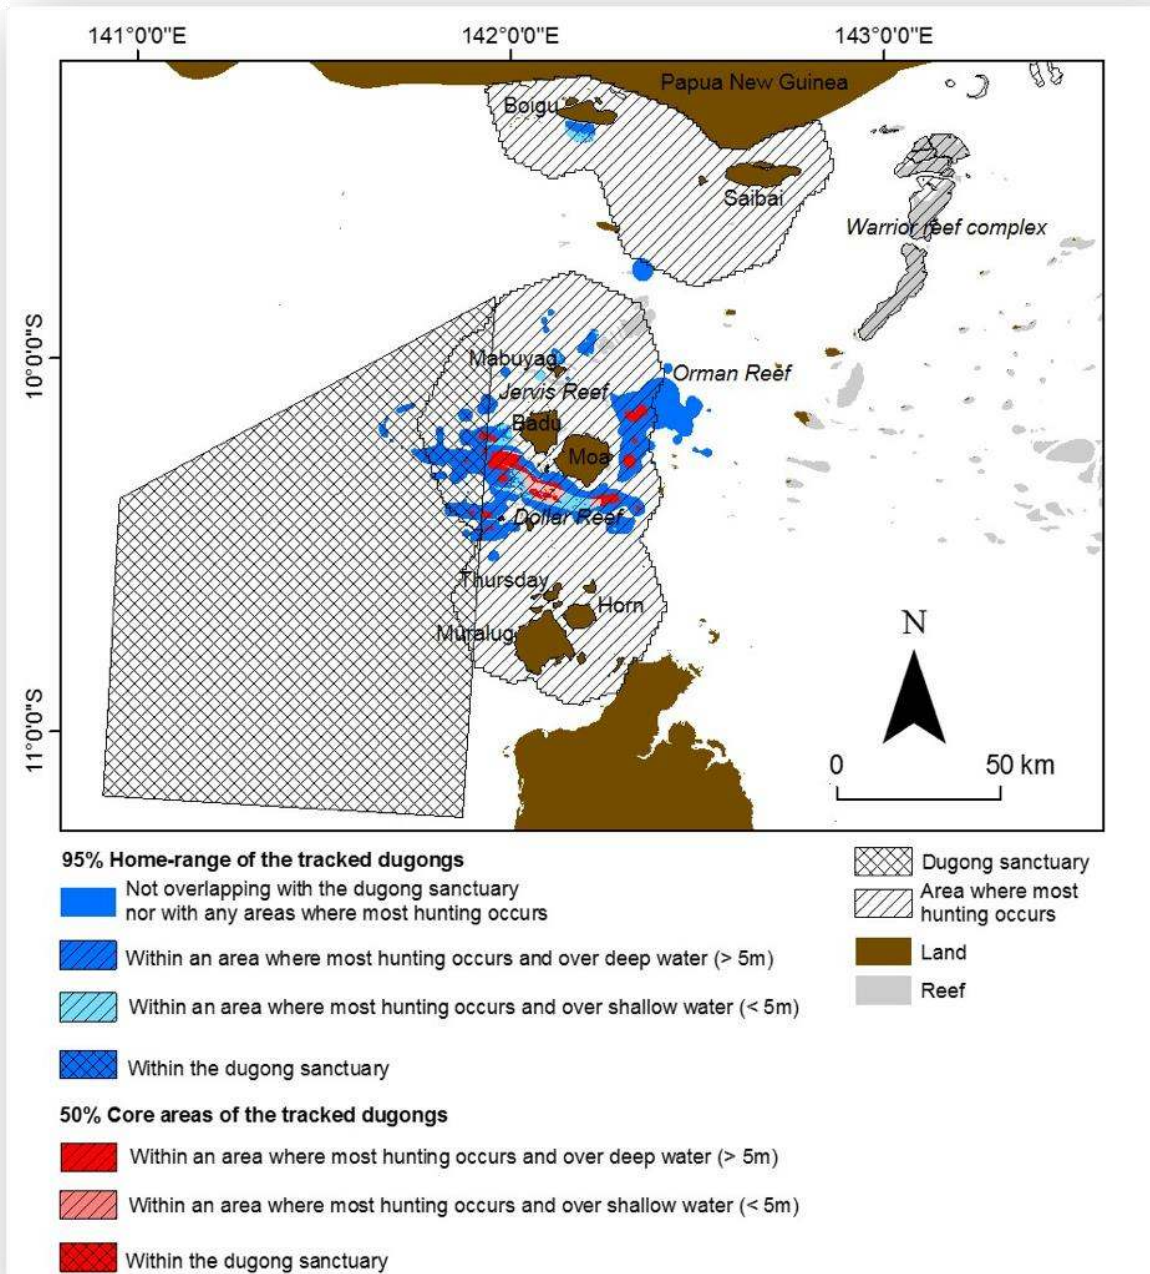 141°0'0"E
142°0'0"E
143°0'0"E
Papua New Guinea
Boigu
Saibai
Warrior reef complex
10°0'0"S
Mabuyag
Orman Reef
Jervis Reef
Badu
Moa
Dollar Reef
Thursday
Horn
Muralug
N
11°0'0"S
0
50 km
95% Home-range of the tracked dugongs
Not overlapping with the dugong sanctuary
nor with any areas where most hunting occurs
Within an area where most hunting occurs and over deep water (> 5m)
Within an area where most hunting occurs and over shallow water (< 5m)
Within the dugong sanctuary
50% Core areas of the tracked dugongs
Within an area where most hunting occurs and over deep water (> 5m)
Within an area where most hunting occurs and over shallow water (< 5m)
Within the dugong sanctuary
Dugong sanctuary
Area where most
hunting occurs
Land
Reef